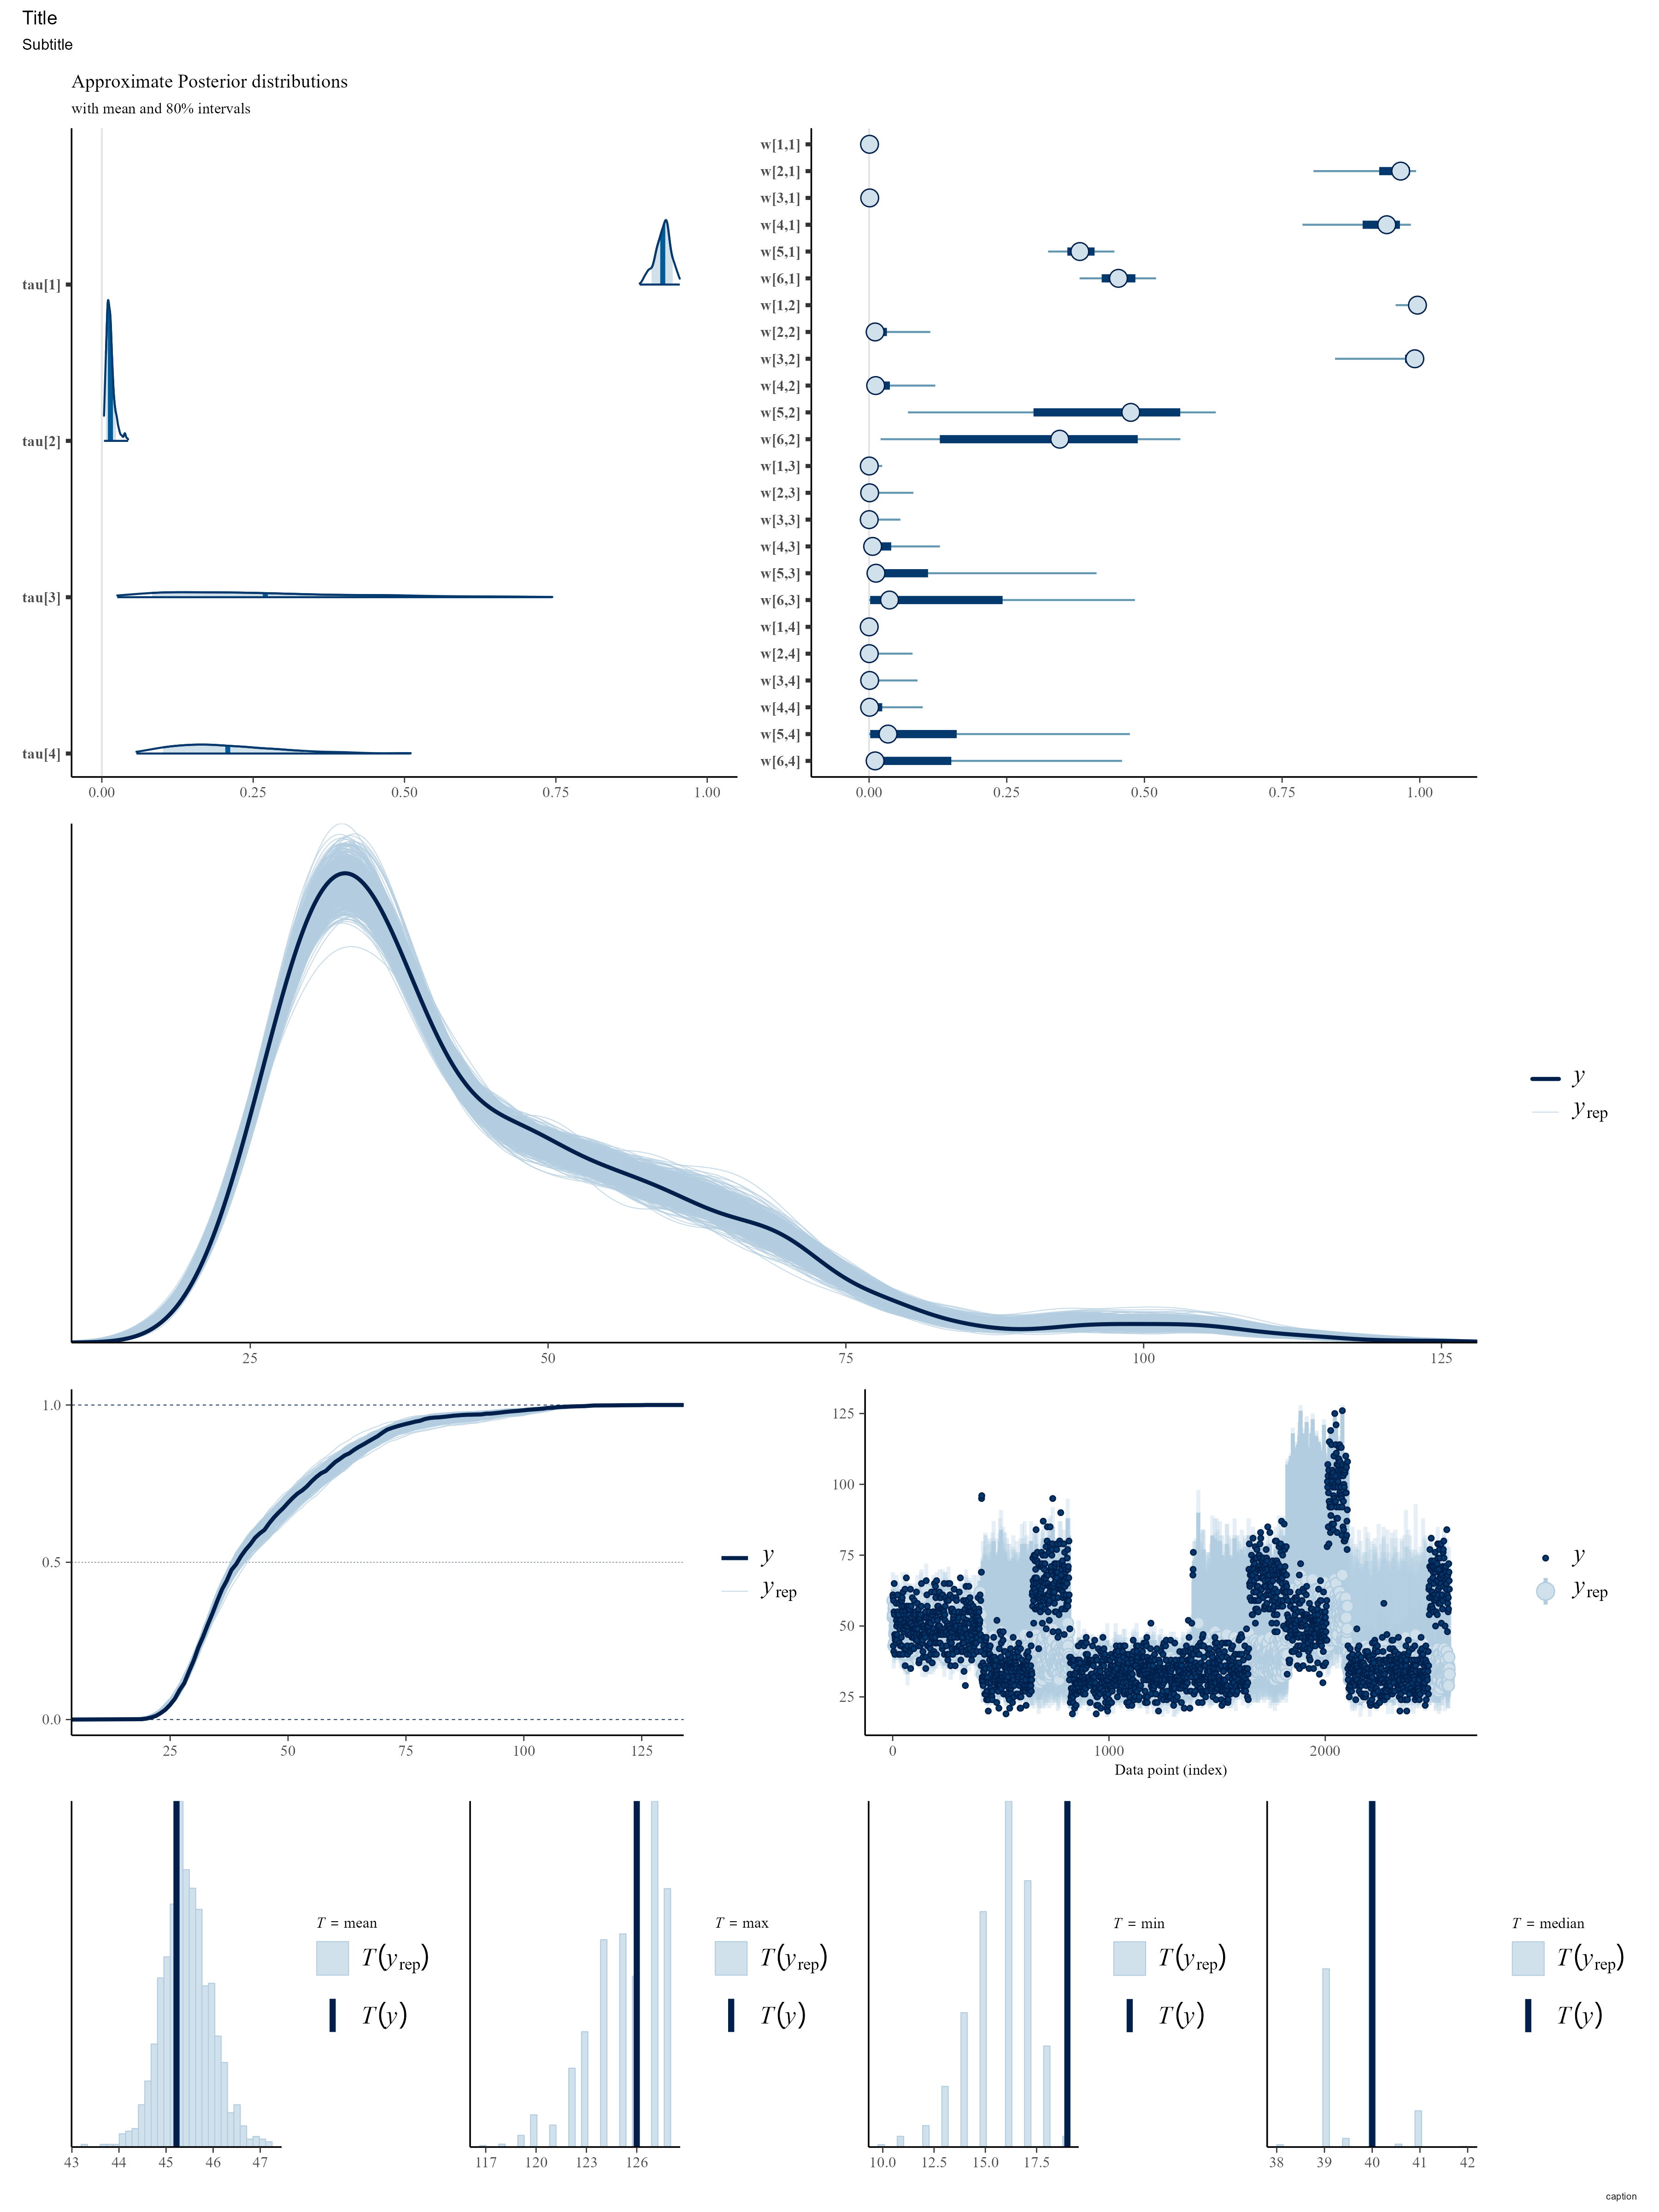 Title
Subtitle
Approximate Posterior distributions
with mean and 80% intervals
tau[1]
tau[2]
tau[3]
tau[4]
0.00 0.25 0.50 0.75 1.00
w[1,1]
w[2,1]
w[3,1]
w[4,1]
w[5,1]
w[6,1]
w[1,2]
w[2,2]
w[3,2]
w[4,2]
w[5,2]
w[6,2]
w[1,3]
w[2,3]
w[3,3]
w[4,3]
w[5,3]
w[6,3]
w[1,4]
w[2,4]
w[3,4]
w[4,4]
w[5,4]
w[6,4]
0.00 0.25 0.50 0.75 1.00
y
y rep
25 50 75 100 125
1.0
0.5
0.0
25 50 75 100 125
y
y rep
125
100
75
50
25
0 1000 2000
Data point (index)
y
y rep
43 44 45 46 47
T = mean
T(y rep)
T(y)
117 120 123 126
T = max
T(y rep)
T(y)
10.0 12.5 15.0 17.5
T = min
T(y rep)
T(y)
38 39 40 41 42
T = median
T(y rep)
T(y)
caption